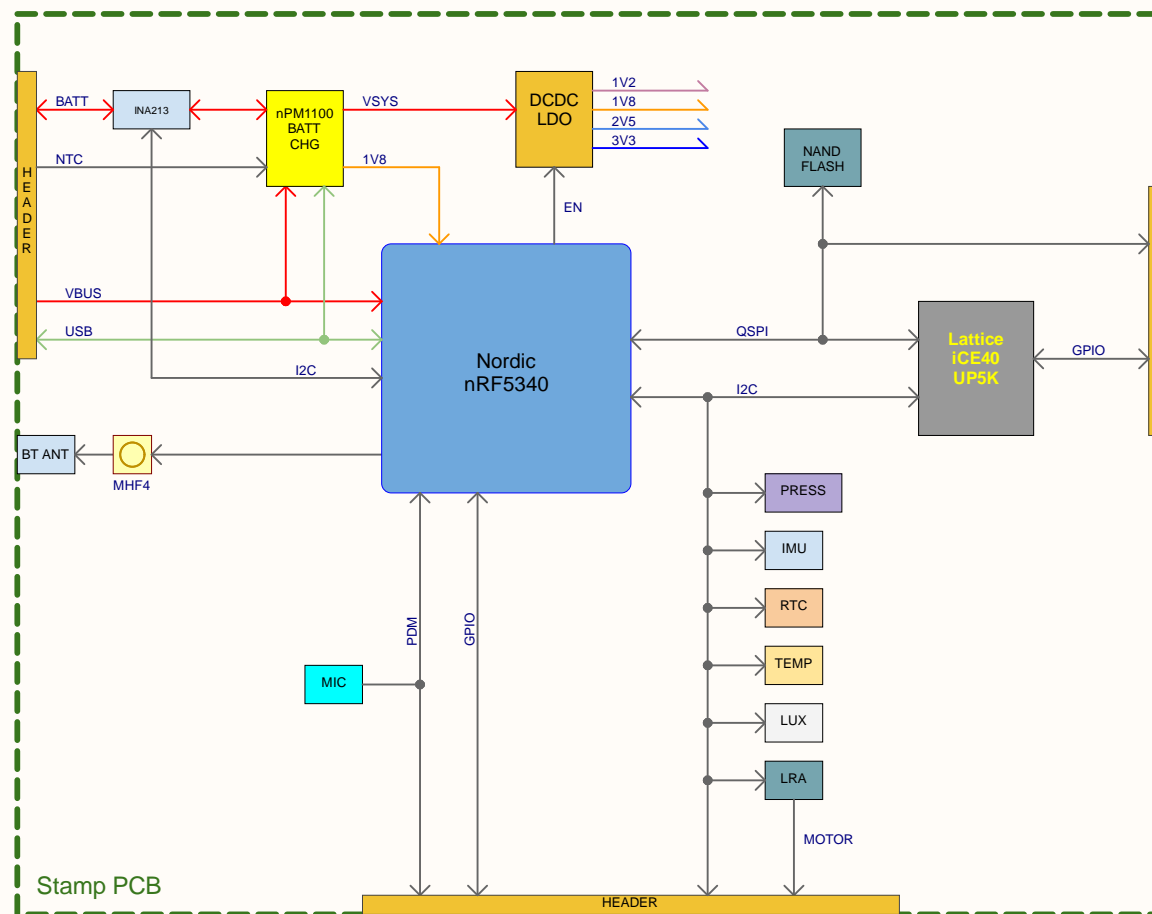 1V2
BATT
INA213
nPM1100
BATT
CHG
VSYS
DCDC
LDO
1V8
2V5
3V3
NTC
1V8
NAND
FLASH
HEADER
EN
VBUS
USB
QSPI
Lattice
iCE40
UP5K
GPIO
Nordic
nRF5340
I2C
I2C
BT ANT
MHF4
PRESS
IMU
RTC
PDM
GPIO
TEMP
MIC
LUX
LRA
MOTOR
Stamp PCB
HEADER